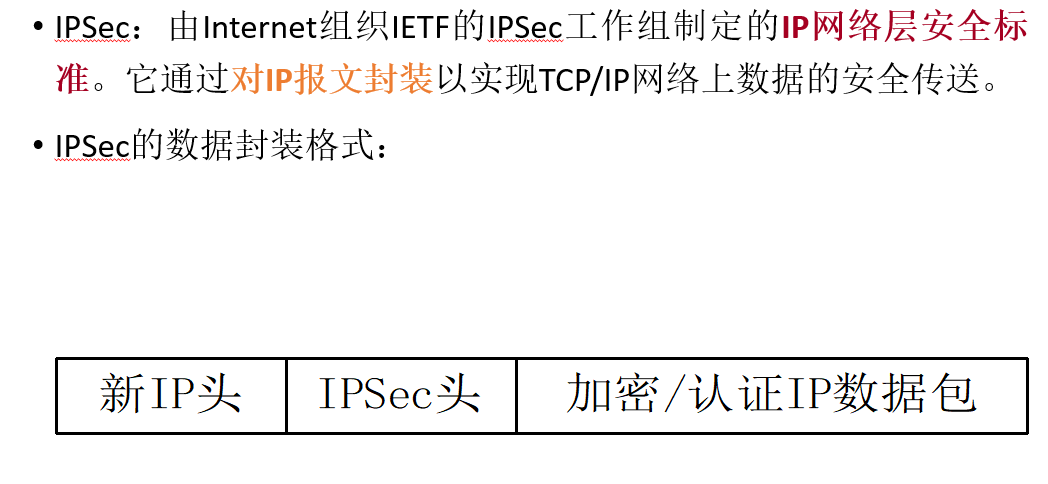 • IPSec：由Internet组织IETF的IPSec工作组制定的IP网络层安全标
准。它通过对IP报文封装以实现TCP/IP网络上数据的安全传送。
• IPSec的数据封装格式：
新IP头 IPSec头 加密/认证IP数据包